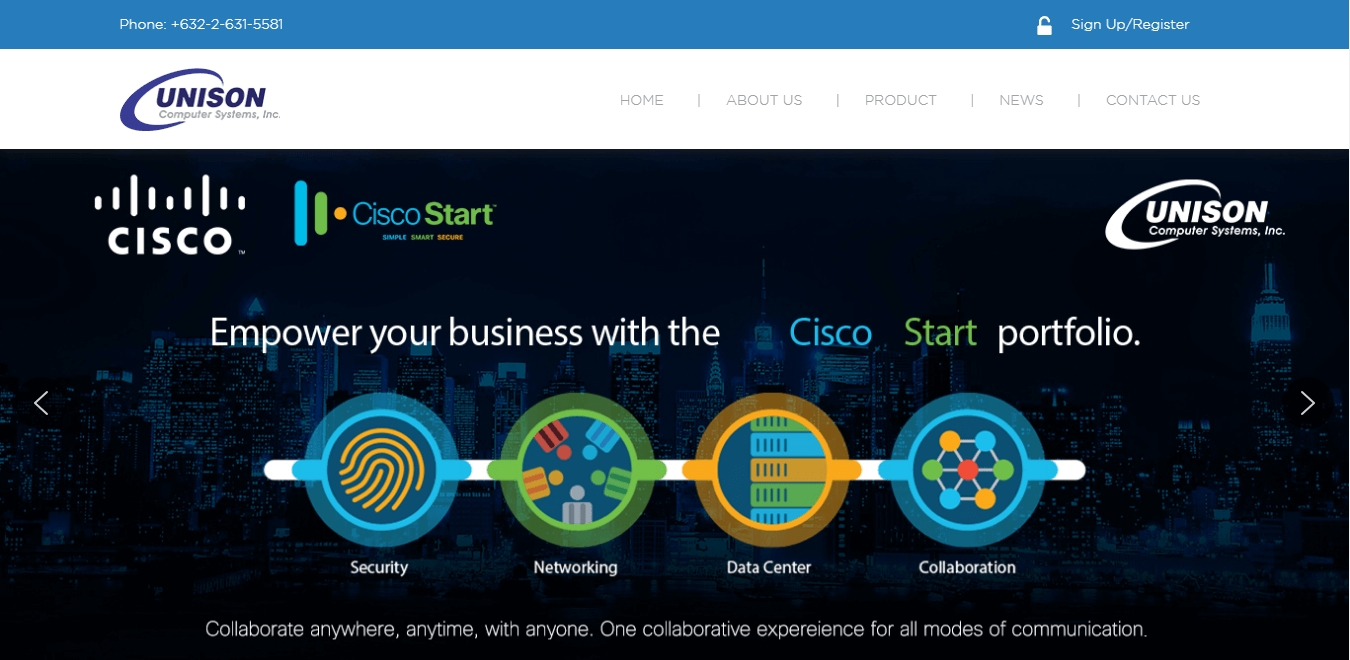 Phone: +632-2-631-5581
Sign Up/Register
UNISON
Computer Systems, Inc.
HOME | ABOUT US | PRODUCT | NEWS | CONTACT US
CISCO™
Cisco Start™
SIMPLE SMART SECURE
UNISON
Computer Systems, Inc.
Empower your business with the Cisco Start portfolio.
Security
Networking
Data Center
Collaboration
Collaborate anywhere, anytime, with anyone. One collaborative expereience for all modes of communication.